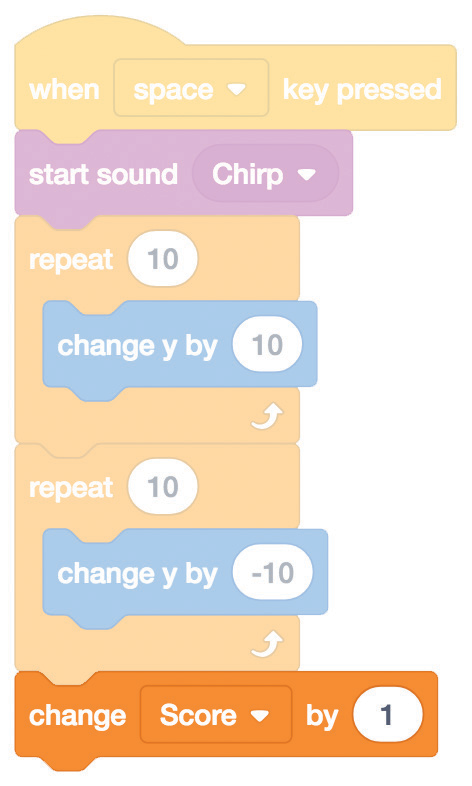 when space key pressed
start sound Chirp
repeat 10
change y by 10
repeat 10
change y by -10
change Score by 1